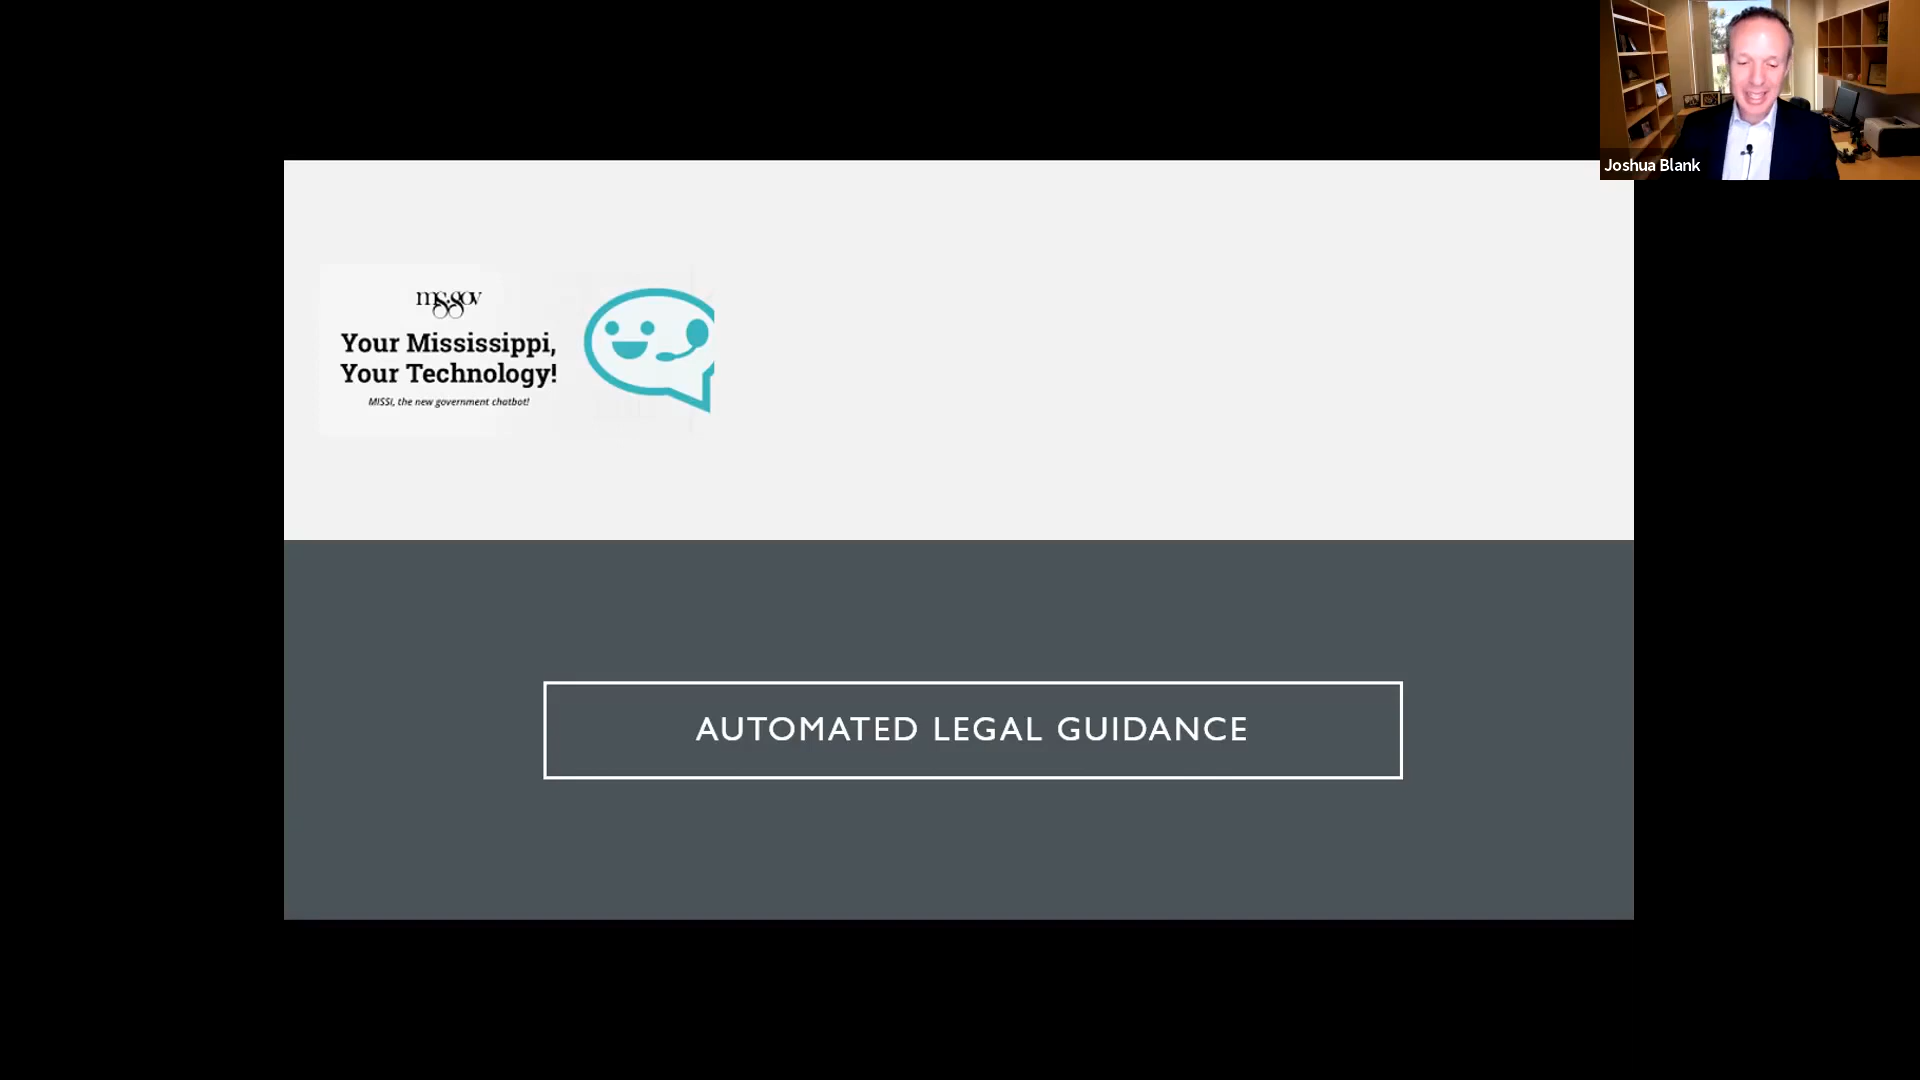 Joshua Blank
ms.gov
Your Mississippi,
Your Technology!
MISSI, the new government chatbot!
AUTOMATED LEGAL GUIDANCE